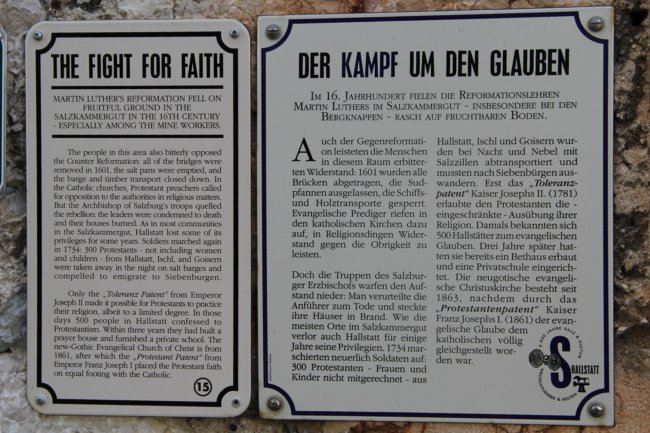 THE FIGHT FOR FAITH
MARTIN LUTHER'S REFORMATION FELL ON
FRUITFUL GROUND IN THE
SALZKAMMERGUT IN THE 16TH CENTURY
- ESPECIALLY AMONG THE MINE WORKERS.
The people in this area also bitterly opposed
the Counter Reformation: all of the bridges were
removed in 1601, the salt pans were emptied, and
the barge and timber transport closed down. In
the Catholic churches, Protestant preachers called
for opposition to the authorities in religious matters.
But the Archbishop of Salzburg's troops quelled
the rebellion: the leaders were condemned to death
and their houses burned. As in most communities
in the Salzkammergut, Hallstatt lost some of its
privileges for some years. Soldiers marched again
in 1734: 300 Protestants - not including women
and children - from Hallstatt, Ischl, and Goisern
were taken away in the night on salt barges and
compelled to emigrate to Siebenburgen.
Only the „Toleranz Patent" from Emperor
Joseph II made it possible for Protestants to practice
their religion, albeit to a limited degree. In those
days 500 people in Hallstatt confessed to
Protestantism. Within three years they had built a
prayer house and furnished a private school. The
new-Gothic Evangelical Church of Christ is from
1861, after which the „Protestant Patent" from
Emperor Franz Joseph I placed the Protestant faith
on equal footing with the Catholic.
15
DER KAMPF UM DEN GLAUBEN
IM 16. JAHRHUNDERT FIELEN DIE REFORMATIONSLEHREN
MARTIN LUTHERS IM SALZKAMMERGUT - INSBESONDERE BEI DEN
BERGKNAPPEN - RASCH AUF FRUCHTBAREN BODEN.
Auch der Gegenreformati-
on leisteten die Menschen
in diesem Raum erbitter-
ten Widerstand: 1601 wurden alle
Brücken abgetragen, die Sud-
pfannen ausgelassen, die Schiffs-
und Holztransporte gesperrt.
Evangelische Prediger riefen in
den katholischen Kirchen dazu
auf, in Religionsdingen Wider-
stand gegen die Obrigkeit zu
leisten.
Doch die Truppen des Salzbur-
ger Erzbischofs warfen den Auf-
stand nieder: Man verurteilte die
Anführer zum Tode und steckte
ihre Häuser in Brand. Wie die
meisten Orte im Salzkammergut
verlor auch Hallstatt für einige
Jahre seine Privilegien. 1734 mar-
schierten neuerlich Soldaten auf:
300 Protestanten - Frauen und
Kinder nicht mitgerechnet - aus
Hallstatt, Ischl und Goisern wur-
den bei Nacht und Nebel mit
Salzzillen abtransportiert und
mussten nach Siebenbürgen aus-
wandern. Erst das „Toleranz-
patent" Kaiser Josephs II. (1781)
erlaubte den Protestanten die -
eingeschränkte - Ausübung ihrer
Religion. Damals bekannten sich
500 Hallstätter zum evangelischen
Glauben. Drei Jahre später hat-
ten sie bereits ein Bethaus erbaut
und eine Privatschule eingerich-
tet. Die neugotische evangeli-
sche Christuskirche besteht seit
1863, nachdem durch das
„Protestantenpatent" Kaiser
Franz Josephs I. (1861) der evan-
gelische Glaube dem
katholischen völlig
gleichgestellt wor-
den war.
S
HALLSTATT